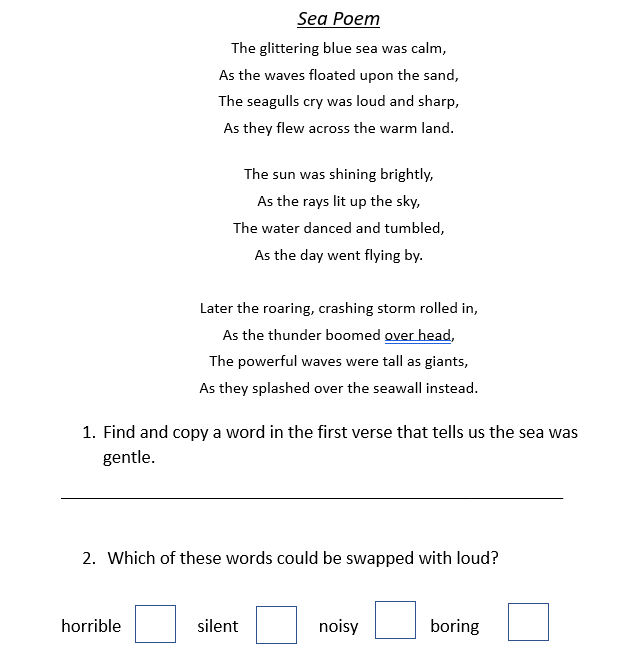 Sea Poem
The glittering blue sea was calm,
As the waves floated upon the sand,
The seagulls cry was loud and sharp,
As they flew across the warm land.
The sun was shining brightly,
As the rays lit up the sky,
The water danced and tumbled,
As the day went flying by.
Later the roaring, crashing storm rolled in,
As the thunder boomed over head,
The powerful waves were tall as giants,
As they splashed over the seawall instead.
1. Find and copy a word in the first verse that tells us the sea was
gentle.
2. Which of these words could be swapped with loud?
horrible silent noisy boring